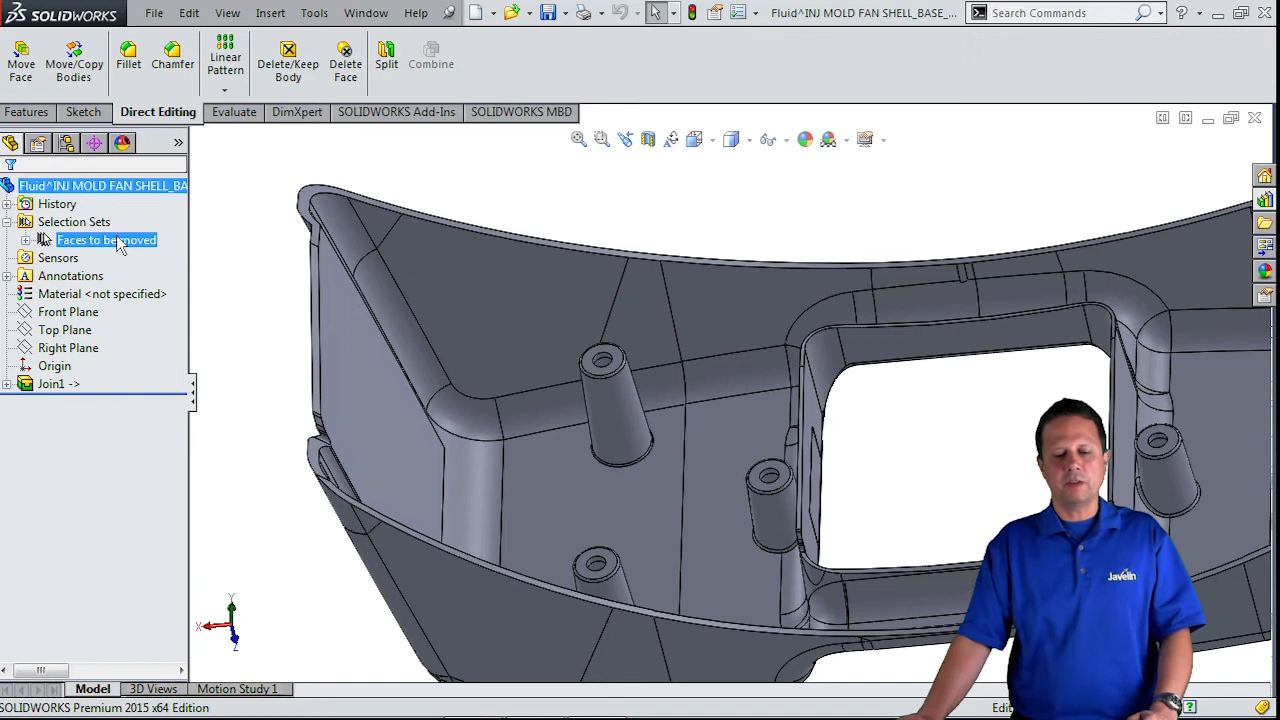 SOLIDWORKS File Edit View Insert Tools Window Help Fluid^INJ MOLD FAN SHELL_BASE_... Search Commands
Move Face Move/Copy Bodies Fillet Chamfer Linear Pattern Delete/Keep Body Delete Face Split Combine
Features Sketch Direct Editing Evaluate DimXpert SOLIDWORKS Add-Ins SOLIDWORKS MBD
Fluid^INJ MOLD FAN SHELL_BA
History
Selection Sets
Faces to be moved
Sensors
Annotations
Material <not specified>
Front Plane
Top Plane
Right Plane
Origin
Join1 ->
Javelin
Y
X
Z
Model 3D Views Motion Study 1
SOLIDWORKS Premium 2015 x64 Edition Edi